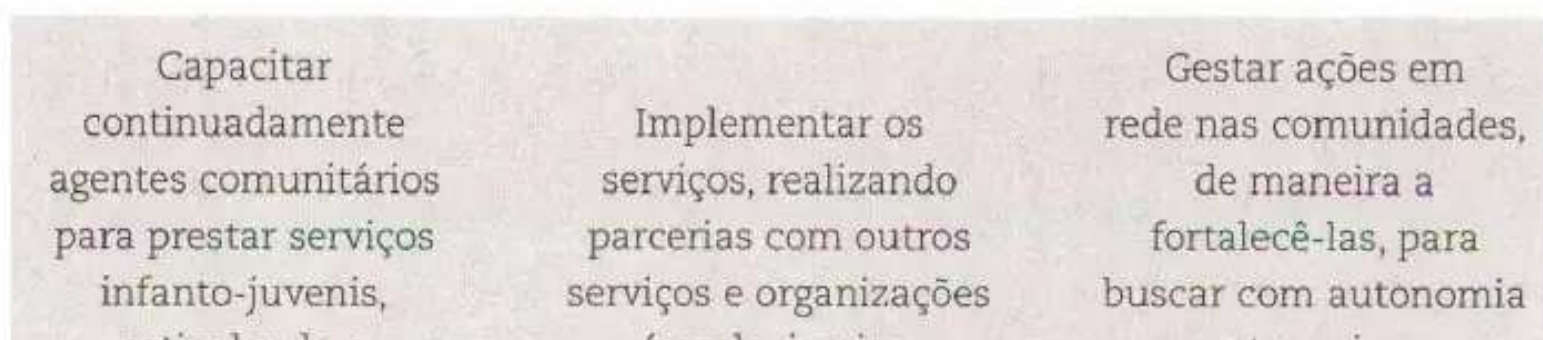 Capacitar
continuadamente
agentes comunitários
para prestar serviços
infanto-juvenis,
Implementar os
serviços, realizando
parcerias com outros
serviços e organizações
Gestar ações em
rede nas comunidades,
de maneira a
fortalecê-las, para
buscar com autonomia